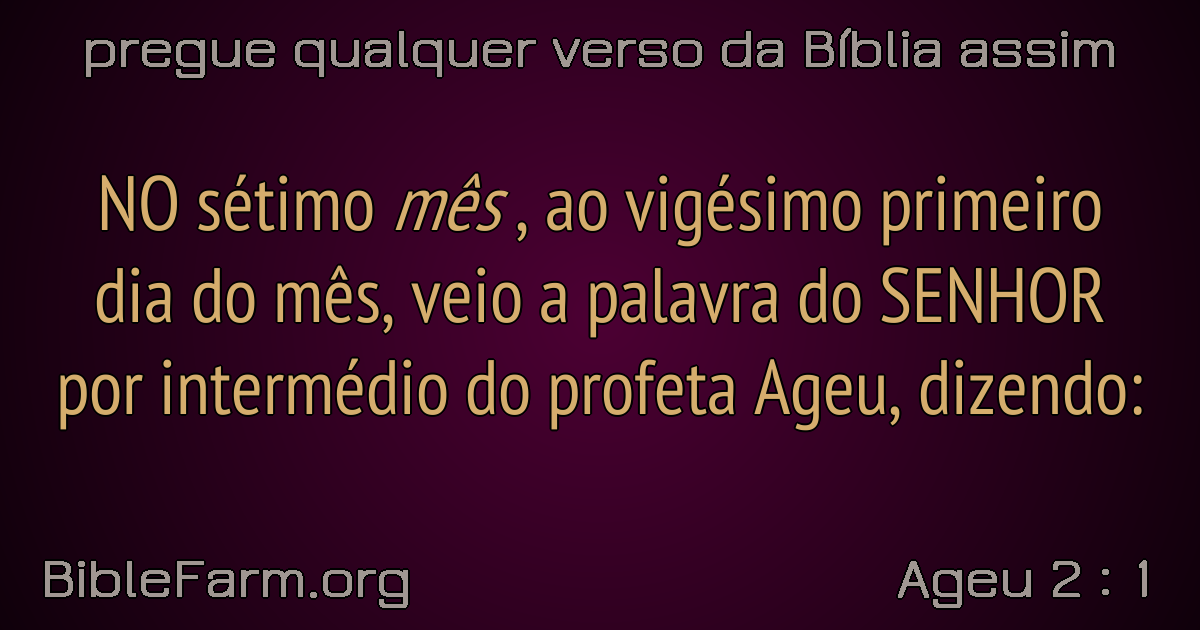 pregue qualquer verso da Bíblia assim
NO sétimo mês , ao vigésimo primeiro
dia do mês, veio a palavra do SENHOR
por intermédio do profeta Ageu, dizendo:
BibleFarm.org
Ageu 2 : 1